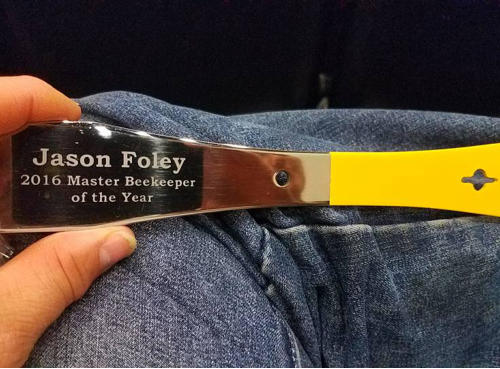 Jason Foley
2016 Master Beekeeper
of the Year